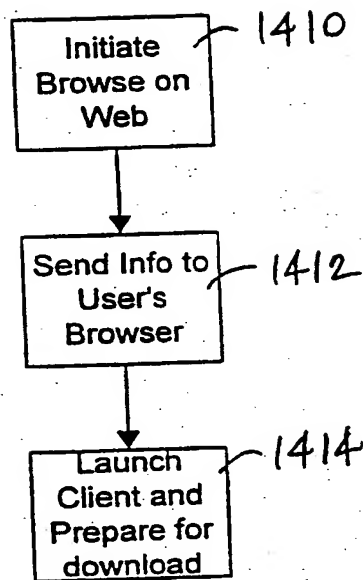 Initiate
Browse on
Web
1410
Send Info to
User's
Browser
1412
Launch
Client and
Prepare for
download
1414